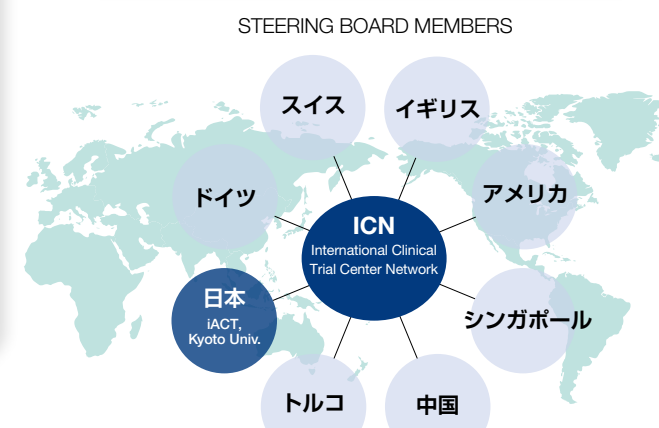 STEERING BOARD MEMBERS
スイス
イギリス
ドイツ
アメリカ
ICN
International Clinical
Trial Center Network
日本
iACT,
Kyoto Univ.
シンガポール
トルコ
中国